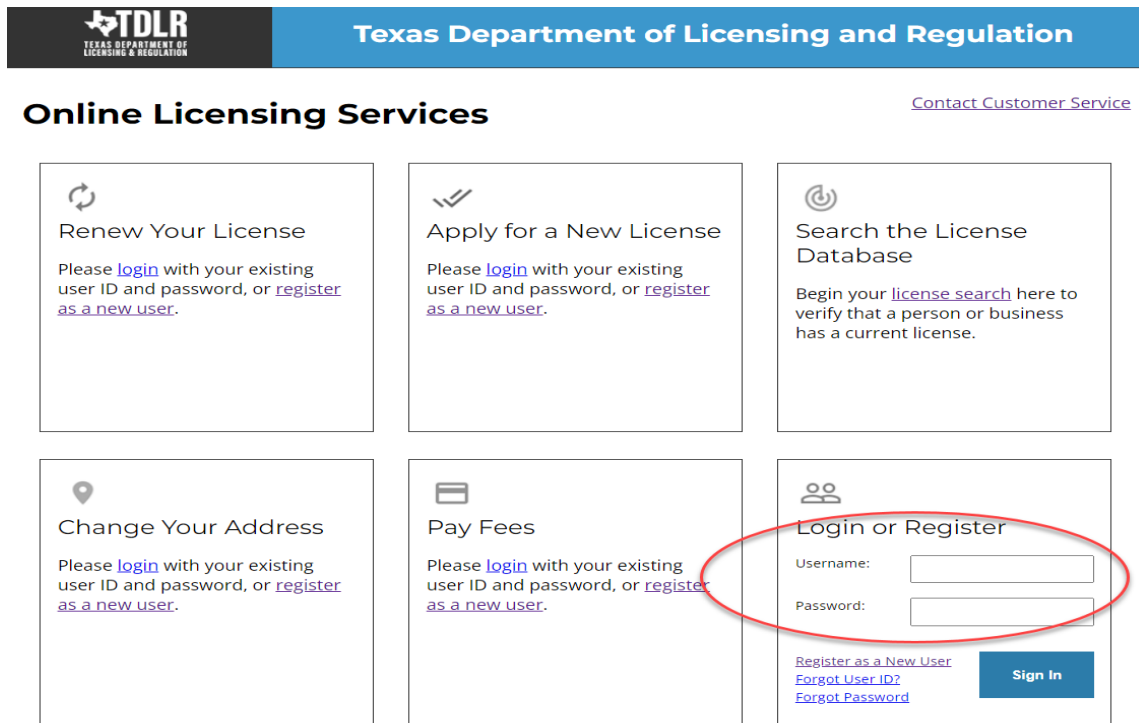 TDLR
TEXAS DEPARTMENT OF
LICENSING & REGULATION
Texas Department of Licensing and Regulation
Online Licensing Services
Contact Customer Service
Renew Your License
Please login with your existing
user ID and password, or register
as a new user.
Apply for a New License
Please login with your existing
user ID and password, or register
as a new user.
Search the License
Database
Begin your license search here to
verify that a person or business
has a current license.
Change Your Address
Please login with your existing
user ID and password, or register
as a new user.
Pay Fees
Please login with your existing
user ID and password, or register
as a new user.
Login or Register
Username:
Password:
Register as a New User
Forgot User ID?
Forgot Password
Sign In